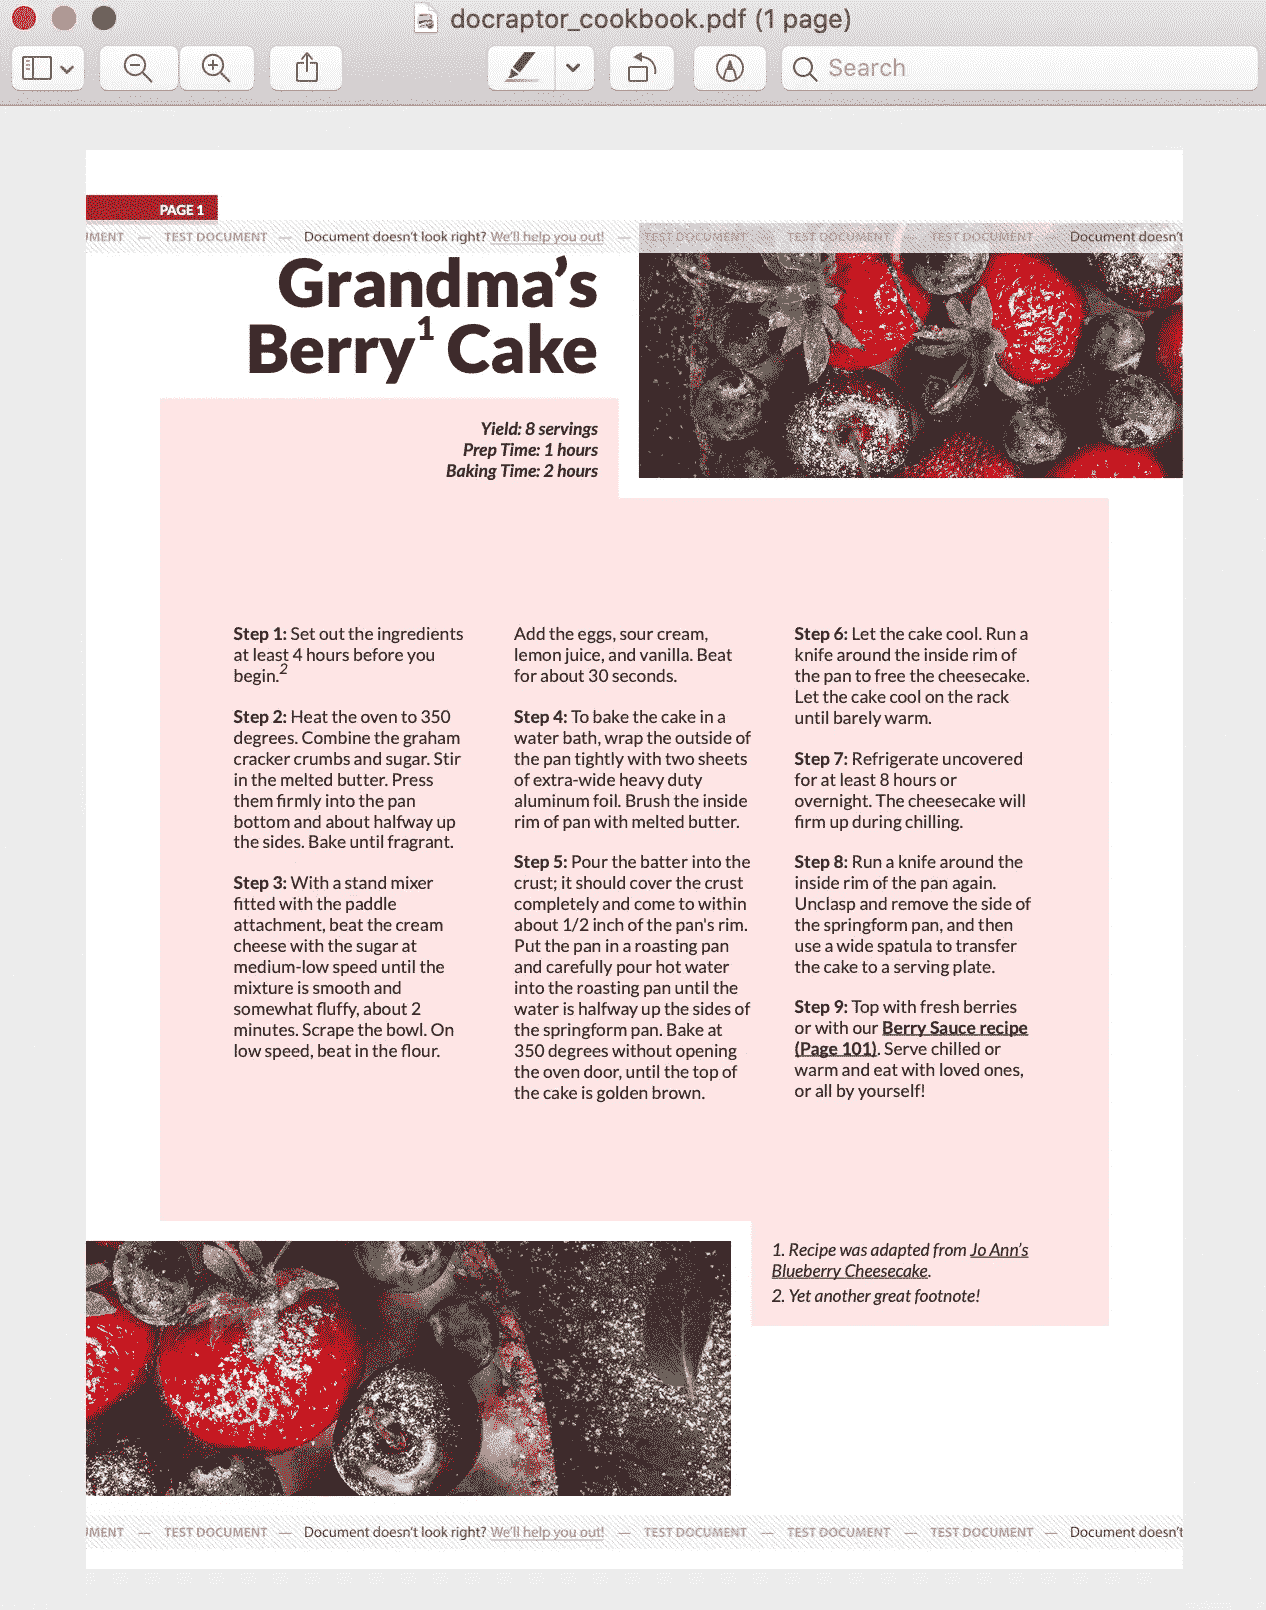 docraptor_cookbook.pdf (1 page)
Search
PAGE 1
UMENT — TEST DOCUMENT — Document doesn't look right? We'll help you out! — TEST DOCUMENT — TEST DOCUMENT — TEST DOCUMENT — Document doesn't
Grandma's
Berry¹ Cake
Yield: 8 servings
Prep Time: 1 hours
Baking Time: 2 hours
Step 1: Set out the ingredients
at least 4 hours before you
begin.²
Step 2: Heat the oven to 350
degrees. Combine the graham
cracker crumbs and sugar. Stir
in the melted butter. Press
them firmly into the pan
bottom and about halfway up
the sides. Bake until fragrant.
Step 3: With a stand mixer
fitted with the paddle
attachment, beat the cream
cheese with the sugar at
medium-low speed until the
mixture is smooth and
somewhat fluffy, about 2
minutes. Scrape the bowl. On
low speed, beat in the flour.
Add the eggs, sour cream,
lemon juice, and vanilla. Beat
for about 30 seconds.
Step 4: To bake the cake in a
water bath, wrap the outside of
the pan tightly with two sheets
of extra-wide heavy duty
aluminum foil. Brush the inside
rim of pan with melted butter.
Step 5: Pour the batter into the
crust; it should cover the crust
completely and come to within
about 1/2 inch of the pan's rim.
Put the pan in a roasting pan
and carefully pour hot water
into the roasting pan until the
water is halfway up the sides of
the springform pan. Bake at
350 degrees without opening
the oven door, until the top of
the cake is golden brown.
Step 6: Let the cake cool. Run a
knife around the inside rim of
the pan to free the cheesecake.
Let the cake cool on the rack
until barely warm.
Step 7: Refrigerate uncovered
for at least 8 hours or
overnight. The cheesecake will
firm up during chilling.
Step 8: Run a knife around the
inside rim of the pan again.
Unclasp and remove the side of
the springform pan, and then
use a wide spatula to transfer
the cake to a serving plate.
Step 9: Top with fresh berries
or with our Berry Sauce recipe
(Page 101). Serve chilled or
warm and eat with loved ones,
or all by yourself!
1. Recipe was adapted from Jo Ann's
Blueberry Cheesecake.
2. Yet another great footnote!
UMENT — TEST DOCUMENT — Document doesn't look right? We'll help you out! — TEST DOCUMENT — TEST DOCUMENT — TEST DOCUMENT — Document doesn't